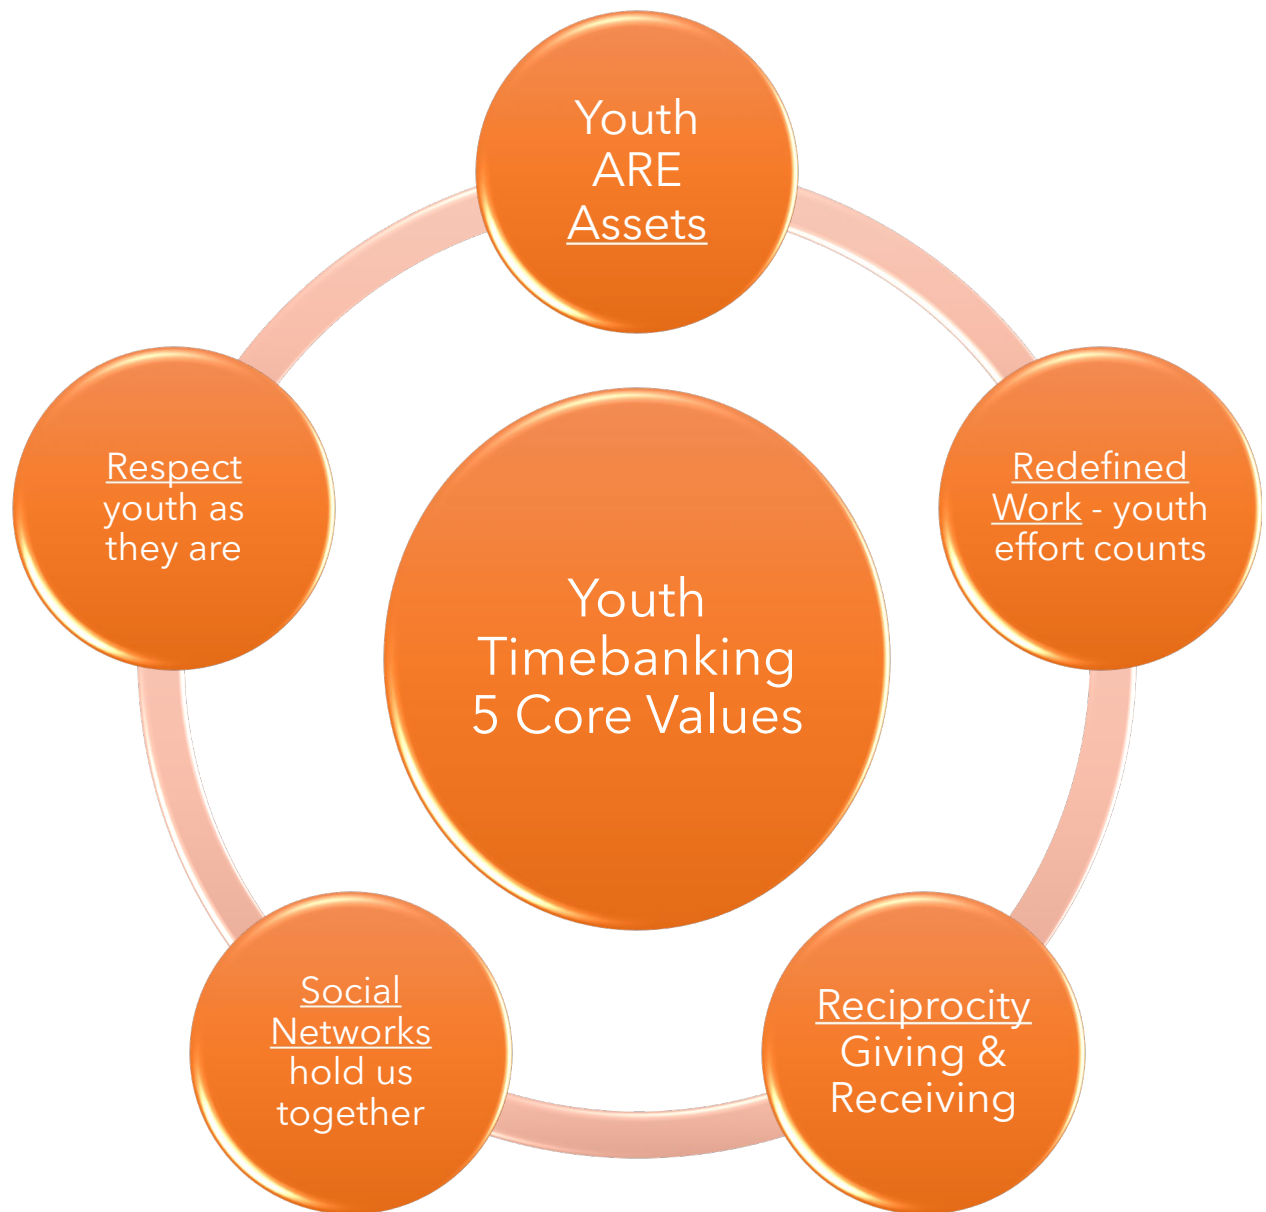 Youth
ARE
Assets
Redefined
Work - youth
effort counts
Reciprocity
Giving &
Receiving
Social
Networks
hold us
together
Respect
youth as
they are
Youth
Timebanking
5 Core Values